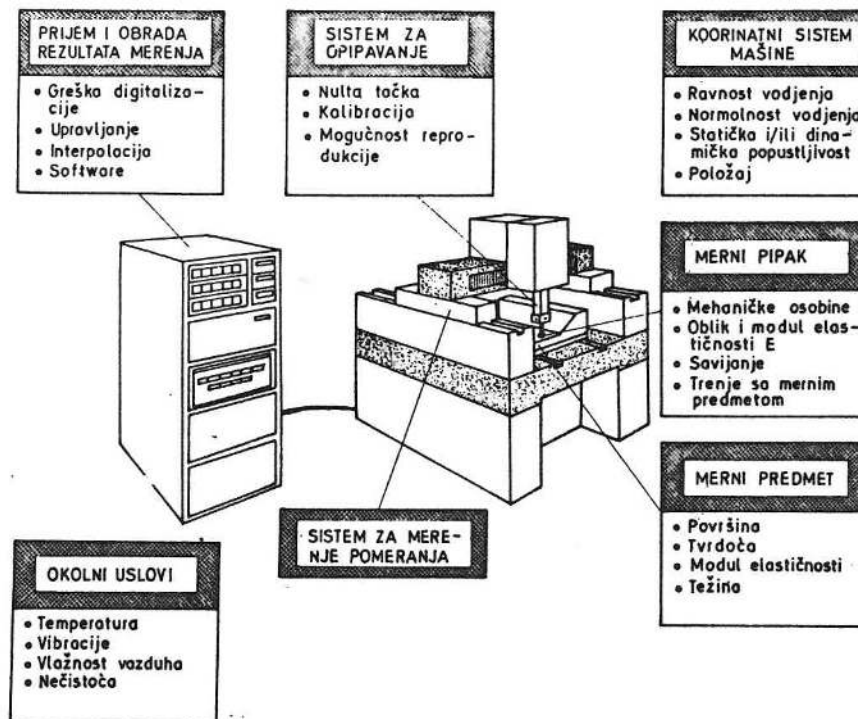 PRIJEM I OBRADA
REZULTATA MERENJA
• Greška digitaliza-
cije
• Upravljanje
• Interpolacija
• Software
SISTEM ZA
OPIPAVANJE
• Nulta tačka
• Kalibracija
• Mogućnost repro-
dukcije
KOORINATNI SISTEM
MAŠINE
• Ravnost vodjenja
• Normolnost vodjenja
• Statička i/ili dina-
mička popustljivost
• Položaj
MERNI PIPAK
• Mehaničke osobine
• Oblik i modul elas-
tičnosti E
• Savijanje
• Trenje sa mernim
predmetom
MERNI PREDMET
• Površina
• Tvrdoča
• Modul elastičnosti
• Težina
SISTEM ZA MERE-
NJE POMERANJA
OKOLNI USLOVI
• Temperatura
• Vibracije
• Vlažnost vazduha
• Nečistoča